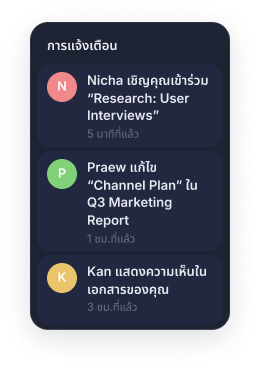 การแจ้งเตือน
N
Nicha เชิญคุณเข้าร่วม
“Research: User
Interviews”
5 นาทีที่แล้ว
P
Praew แก้ไข
“Channel Plan” ใน
Q3 Marketing
Report
1 ชม.ที่แล้ว
K
Kan แสดงความเห็นใน
เอกสารของคุณ
3 ชม.ที่แล้ว